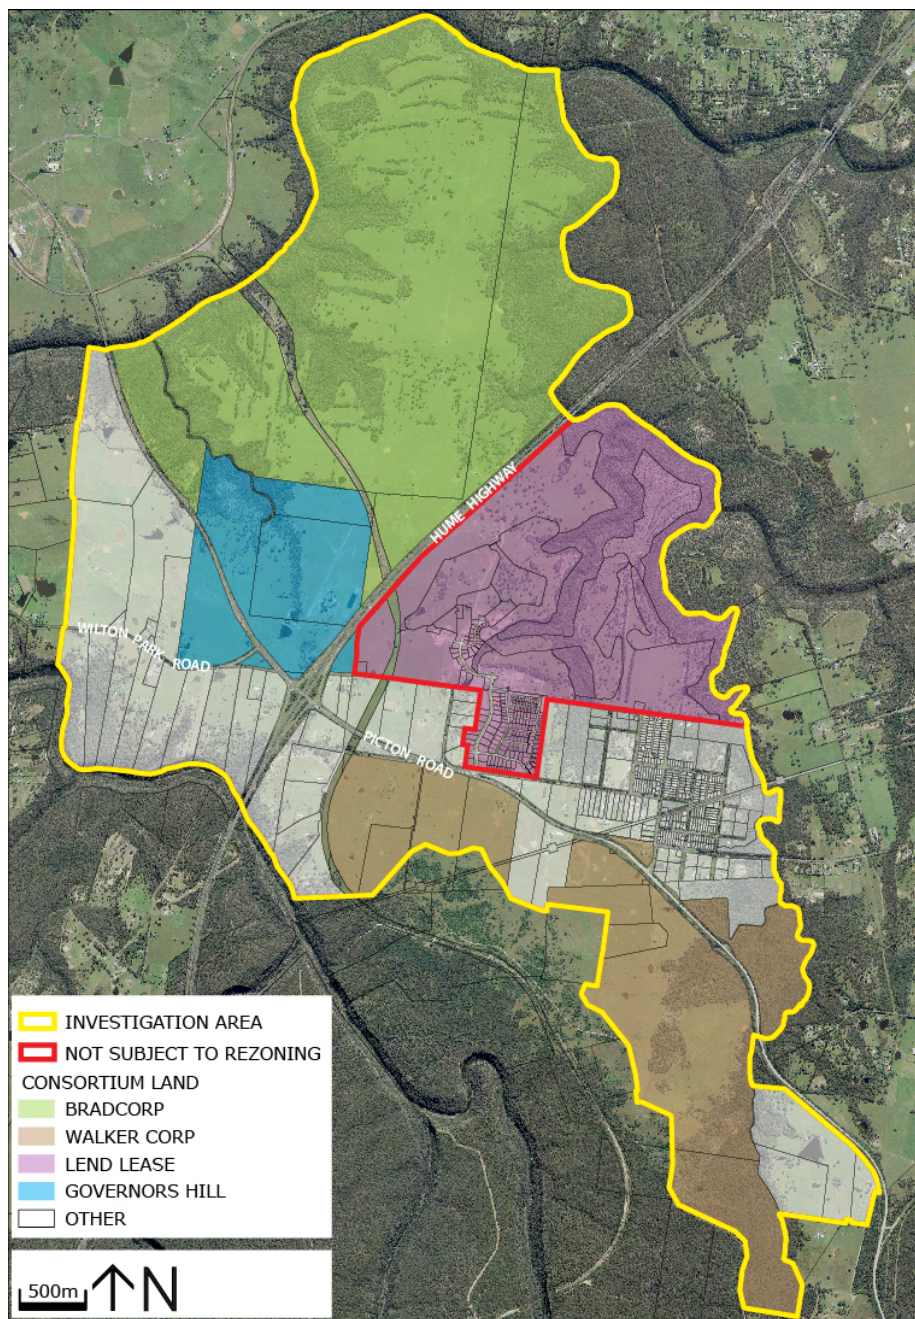 HUME HIGHWAY
WILTON PARK ROAD
PICTON ROAD
INVESTIGATION AREA
NOT SUBJECT TO REZONING
CONSORTIUM LAND
BRADCORP
WALKER CORP
LEND LEASE
GOVERNORS HILL
OTHER
500m N